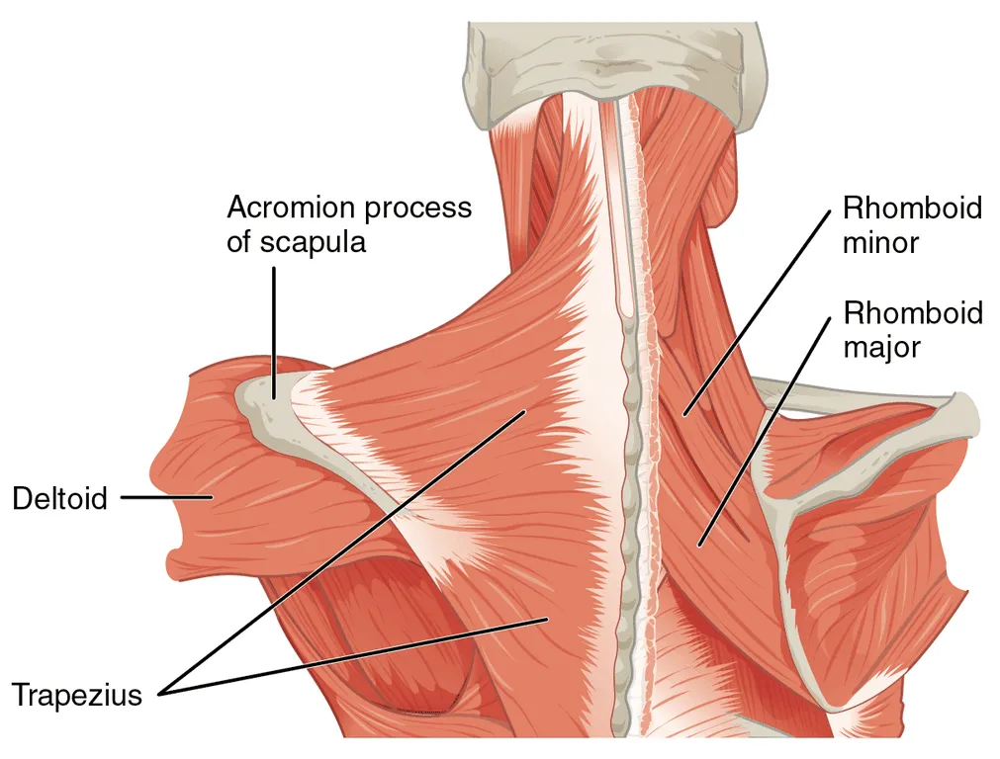 Acromion process
of scapula
Rhomboid
minor
Rhomboid
major
Deltoid
Trapezius